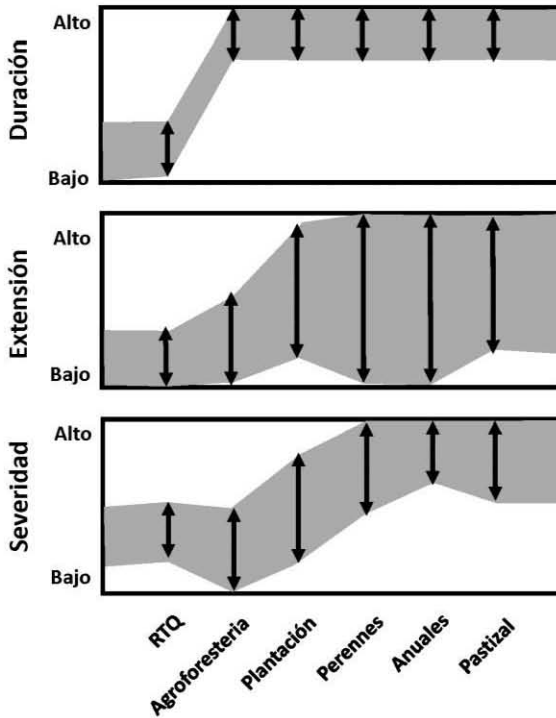 Duración
Alto
Bajo
Extensión
Alto
Bajo
Severidad
Alto
Bajo
RTQ
Agroforesteria
Plantación
Perennes
Anuales
Pastizal